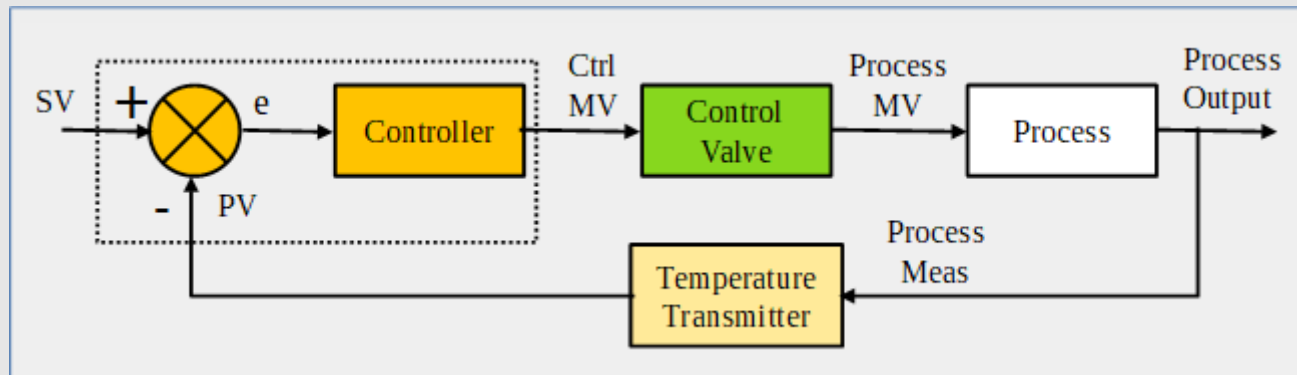 SV
+
e
Controller
Ctrl
MV
Control
Valve
Process
MV
Process
Process
Output
-
PV
Temperature
Transmitter
Process
Meas